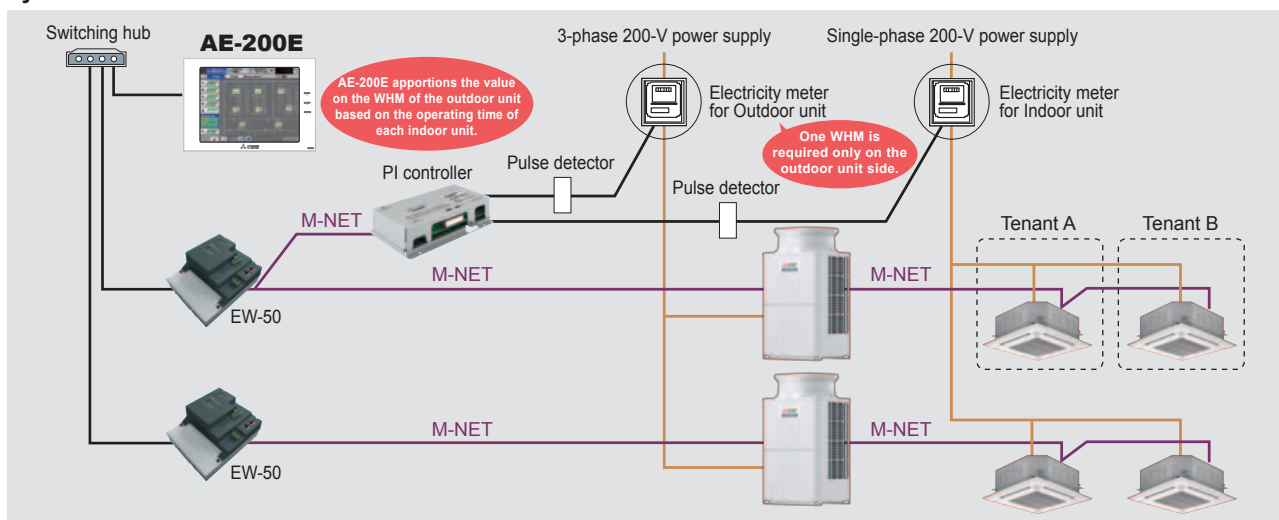 Switching hub
AE-200E
3-phase 200-V power supply
Single-phase 200-V power supply
AE-200E apportions the value
on the WHM of the outdoor unit
based on the operating time of
each indoor unit.
Electricity meter
for Outdoor unit
Electricity meter
for Indoor unit
One WHM is
required only on the
outdoor unit side.
Pulse detector
PI controller
Pulse detector
M-NET
Tenant A
Tenant B
M-NET
M-NET
EW-50
M-NET
M-NET
EW-50